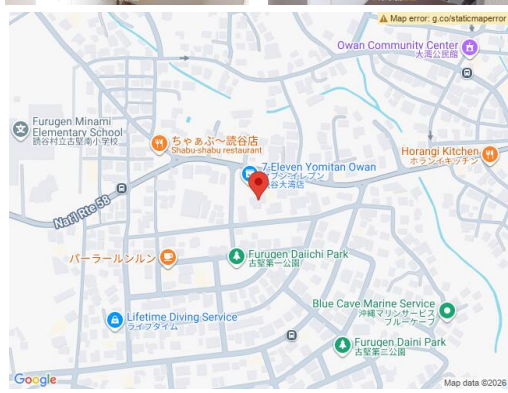 Map error: g.co/staticmaperror
Owan Community Center
大湾公民館
Furugen Minami
Elementary School
読谷村立古堅南小学校
ちゃあぶ〜読谷店
Shabu-shabu restaurant
Horangi Kitchen
ホランイキッチン
7-Eleven Yomitan Owan
セブン-イレブン
読谷大湾店
Nat'l Rte 58
パーラールンルン
Furugen Daiichi Park
古堅第一公園
Blue Cave Marine Service
沖縄マリンサービス
ブルーケーブ
Lifetime Diving Service
ライフタイム
Furugen Daini Park
古堅第二公園
Google
Map data ©2026